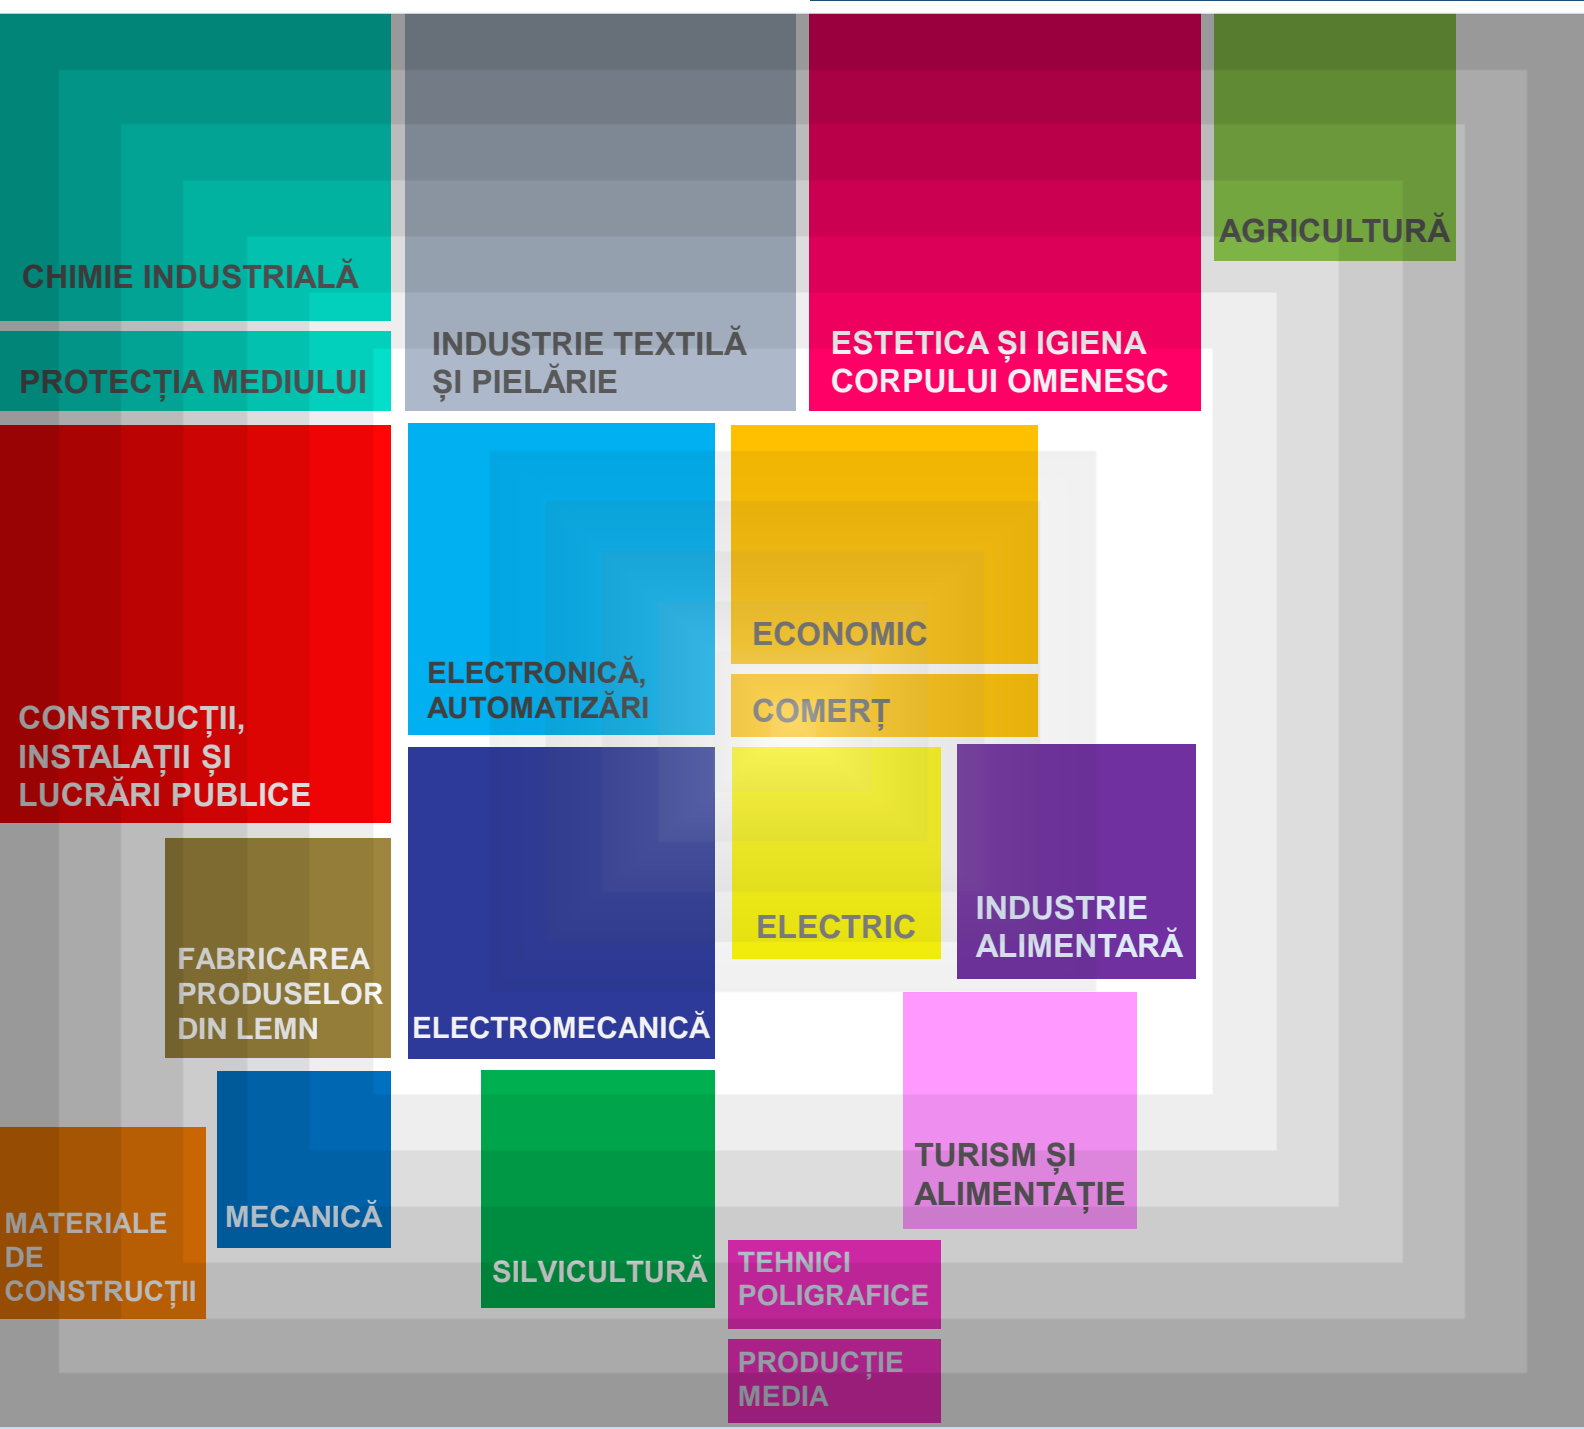 CHIMIE INDUSTRIALĂ
PROTECȚIA MEDIULUI
INDUSTRIE TEXTILĂ
ȘI PIELĂRIE
ESTETICA ȘI IGIENA
CORPULUI OMENESC
AGRICULTURĂ
CONSTRUCȚII,
INSTALAȚII ȘI
LUCRĂRI PUBLICE
ELECTRONICĂ,
AUTOMATIZĂRI
ECONOMIC
COMERȚ
ELECTROMECANICĂ
ELECTRIC
INDUSTRIE
ALIMENTARĂ
FABRICAREA
PRODUSELOR
DIN LEMN
MATERIALE
DE
CONSTRUCȚII
MECANICĂ
SILVICULTURĂ
TURISM ȘI
ALIMENTAȚIE
TEHNICI
POLIGRAFICE
PRODUCȚIE
MEDIA